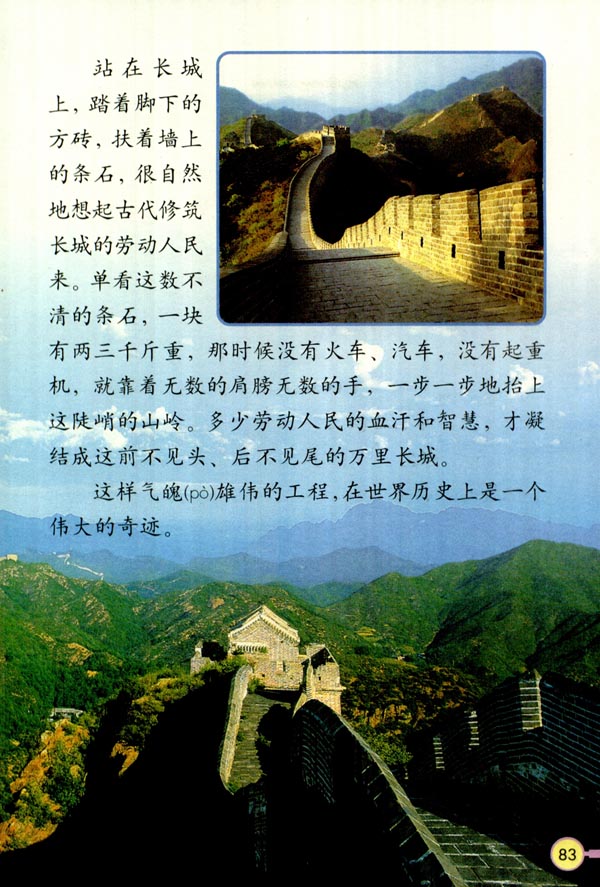 站在长城
上，踏着脚下的
方砖，扶着墙上
的条石，很自然
地想起古代修筑
长城的劳动人民
来。单看这数不
清的条石，一块
有两三千斤重，那时候没有火车、汽车，没有起重
机，就靠着无数的肩膀无数的手，一步一步地抬上
这陡峭的山岭。多少劳动人民的血汗和智慧，才凝
结成这前不见头、后不见尾的万里长城。
这样气魄(pò)雄伟的工程，在世界历史上是一个
伟大的奇迹。
83